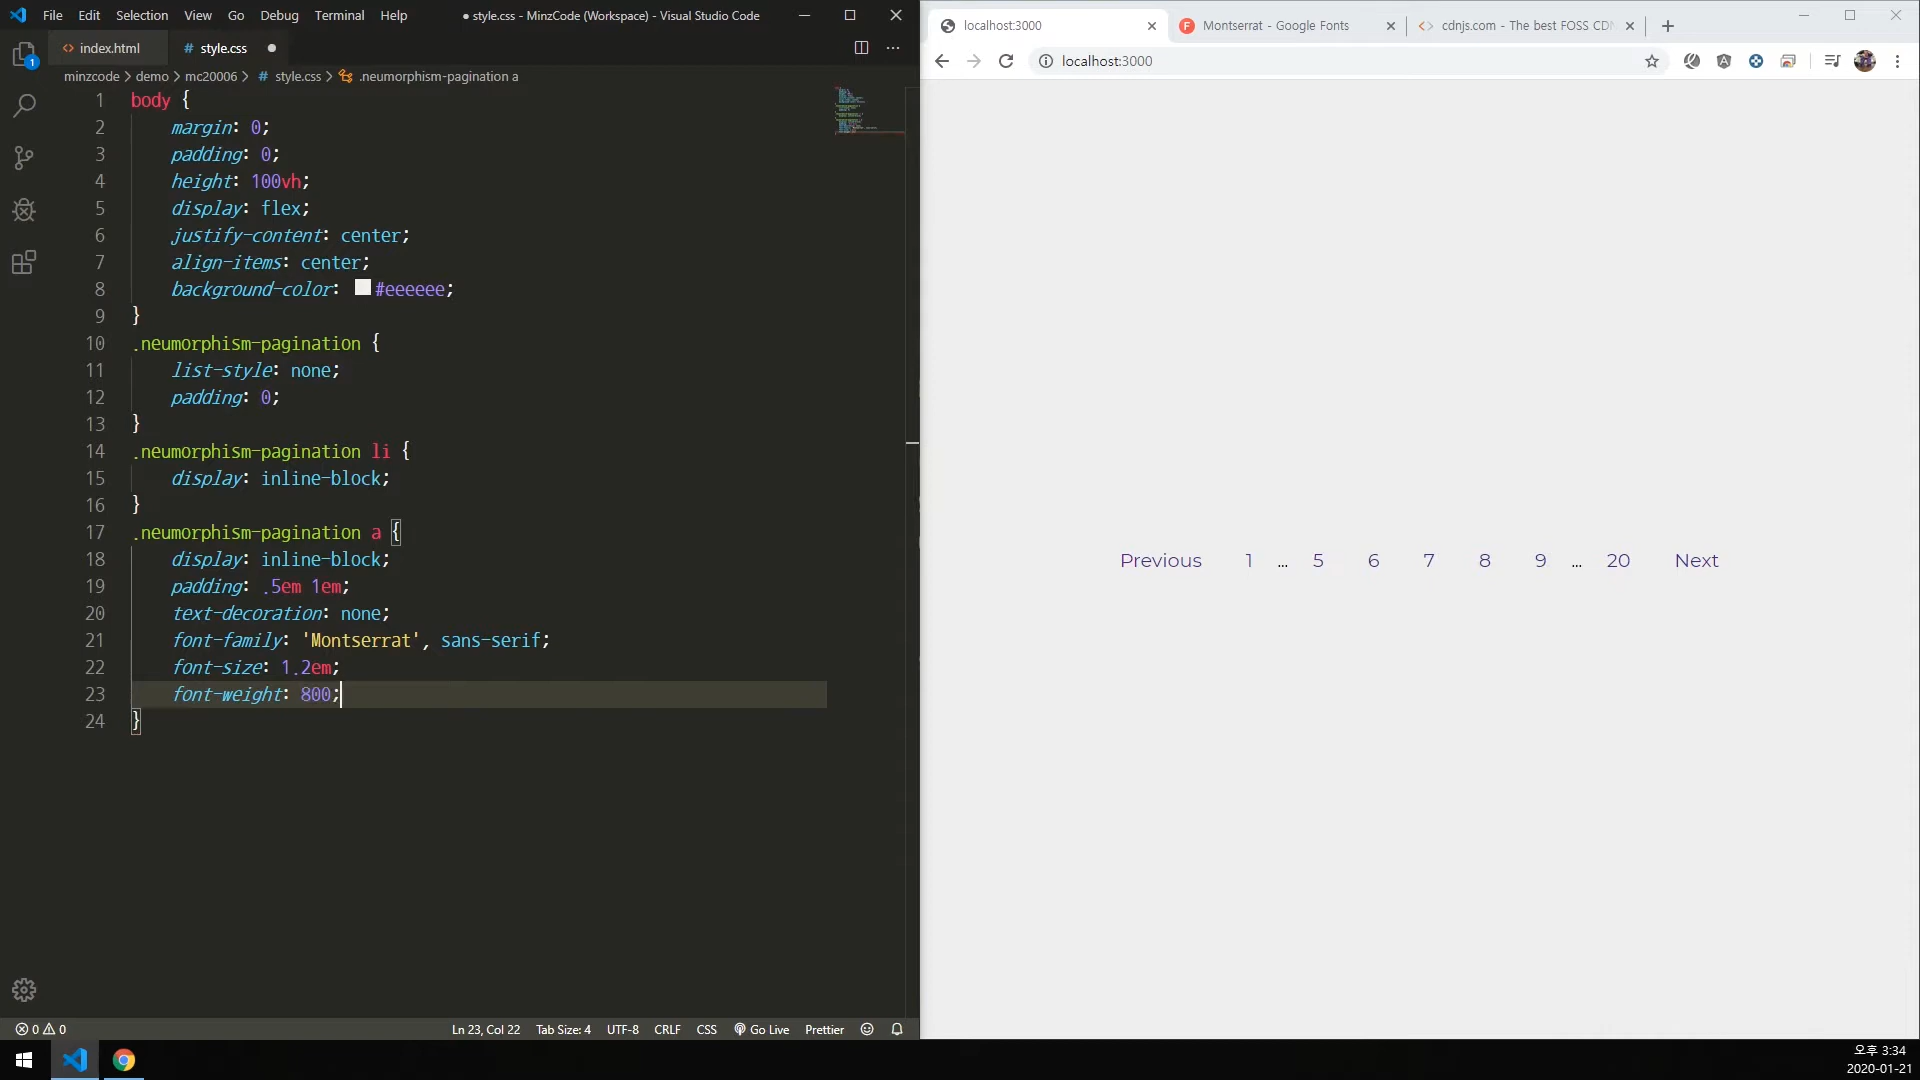 File Edit Selection View Go Debug Terminal Help ● style.css - MinzCode (Workspace) - Visual Studio Code
<> index.html # style.css ●
minzcode > demo > mc20006 > # style.css > .neumorphism-pagination a
1 body {
2 margin: 0;
3 padding: 0;
4 height: 100vh;
5 display: flex;
6 justify-content: center;
7 align-items: center;
8 background-color: #eeeeee;
9 }
10 .neumorphism-pagination {
11 list-style: none;
12 padding: 0;
13 }
14 .neumorphism-pagination li {
15 display: inline-block;
16 }
17 .neumorphism-pagination a {
18 display: inline-block;
19 padding: .5em 1em;
20 text-decoration: none;
21 font-family: 'Montserrat', sans-serif;
22 font-size: 1.2em;
23 font-weight: 800;
24 }
1
0 0 Ln 23, Col 22 Tab Size: 4 UTF-8 CRLF CSS Go Live Prettier
localhost:3000 F Montserrat - Google Fonts <> cdnjs.com - The best FOSS CDN
localhost:3000
Previous 1 ... 5 6 7 8 9 ... 20 Next
오후 3:34
2020-01-21